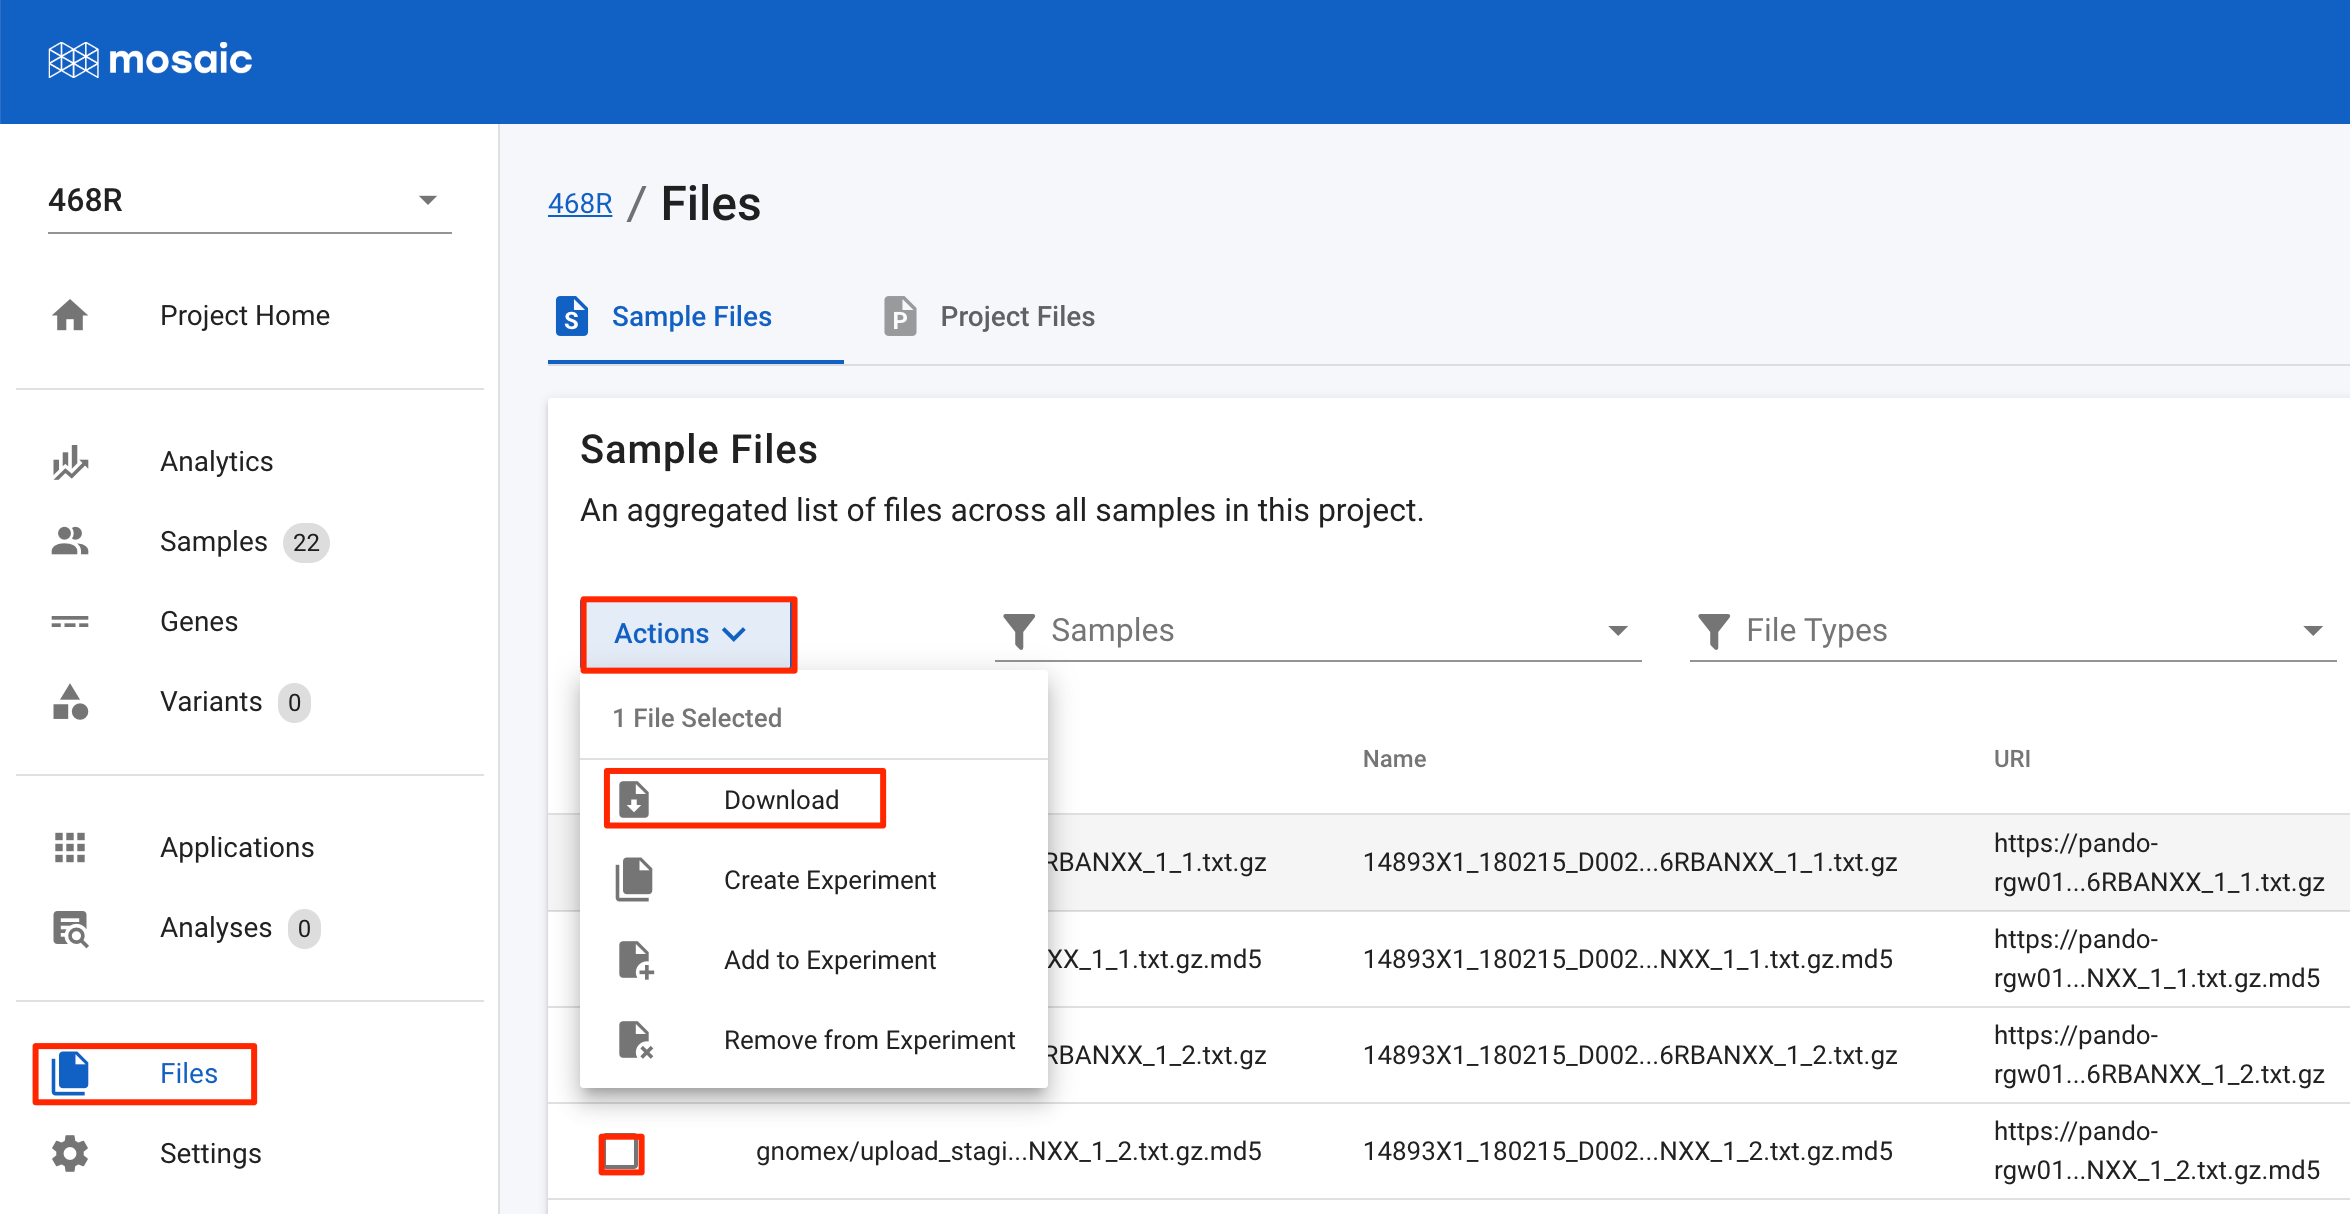 mosaic
468R
Project Home
Analytics
Samples 22
Genes
Variants 0
Applications
Analyses 0
Files
Settings
468R / Files
S Sample Files
P Project Files
Sample Files
An aggregated list of files across all samples in this project.
Actions
Samples
File Types
1 File Selected
Download
Create Experiment
Add to Experiment
Remove from Experiment
Name
URI
RBANXX_1_1.txt.gz
14893X1_180215_D002...6RBANXX_1_1.txt.gz
https://pando-
rgw01...6RBANXX_1_1.txt.gz
XX_1_1.txt.gz.md5
14893X1_180215_D002...NXX_1_1.txt.gz.md5
https://pando-
rgw01...NXX_1_1.txt.gz.md5
RBANXX_1_2.txt.gz
14893X1_180215_D002...6RBANXX_1_2.txt.gz
https://pando-
rgw01...6RBANXX_1_2.txt.gz
gnomex/upload_stagi...NXX_1_2.txt.gz.md5
14893X1_180215_D002...NXX_1_2.txt.gz.md5
https://pando-
rgw01...NXX_1_2.txt.gz.md5